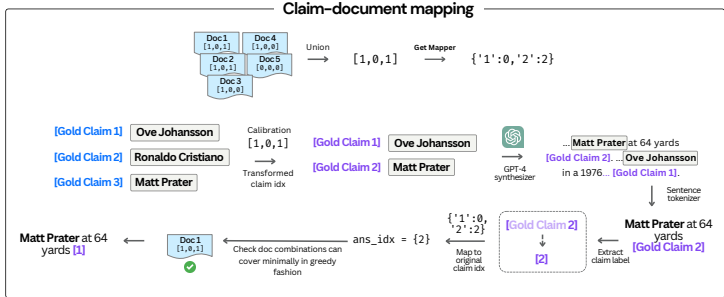 Claim-document mapping
Doc1
[1,0,1]
Doc4
[1,0,0]
Doc2
[1,0,1]
Doc5
[0,0,0]
Doc3
[1,0,0]
Union
[1,0,1]
Get Mapper
{'1':0,'2':2}
[Gold Claim 1] Ove Johansson
[Gold Claim 2] Ronaldo Cristiano
[Gold Claim 3] Matt Prater
Calibration
[1,0,1]
Transformed
claim idx
[Gold Claim 1] Ove Johansson
[Gold Claim 2] Matt Prater
GPT-4
synthesizer
... Matt Prater at 64 yards
[Gold Claim 2]. ... Ove Johansson
in a 1976... [Gold Claim 1].
Sentence
tokenizer
Matt Prater at 64
yards
[Gold Claim 2]
Extract
claim label
[Gold Claim 2]
[2]
{'1':0,
'2':2}
Map to
original
claim idx
ans_idx = {2}
Check doc combinations can
cover minimally in greedy
fashion
Doc1
[1,0,1]
Matt Prater at 64
yards [1]